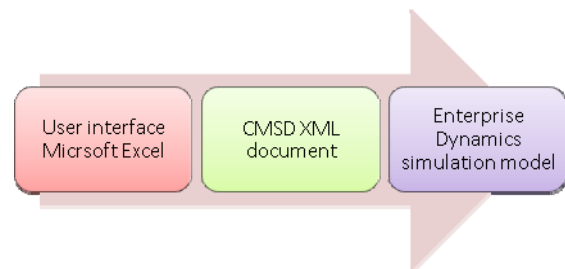 User interface
Micrsoft Excel
CMSD XML
document
Enterprise
Dynamics
simulation model